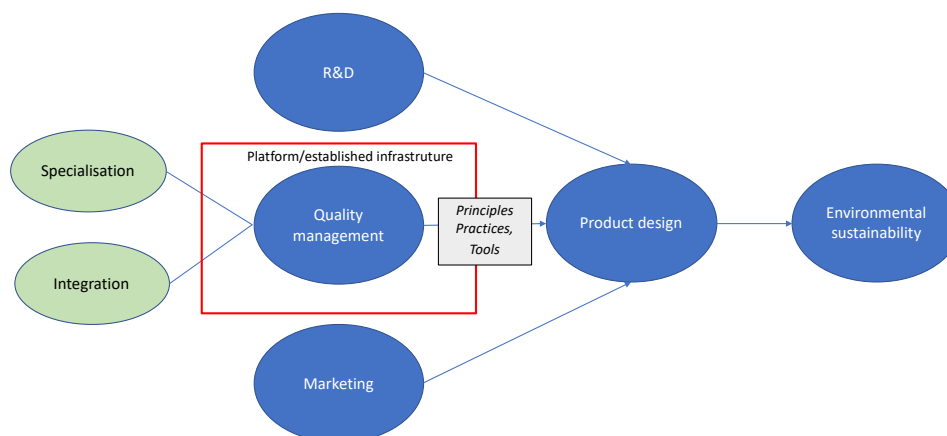 R&D
Platform/established infrastruture
Specialisation
Quality
management
Principles
Practices,
Tools
Product design
Environmental
sustainability
Integration
Marketing